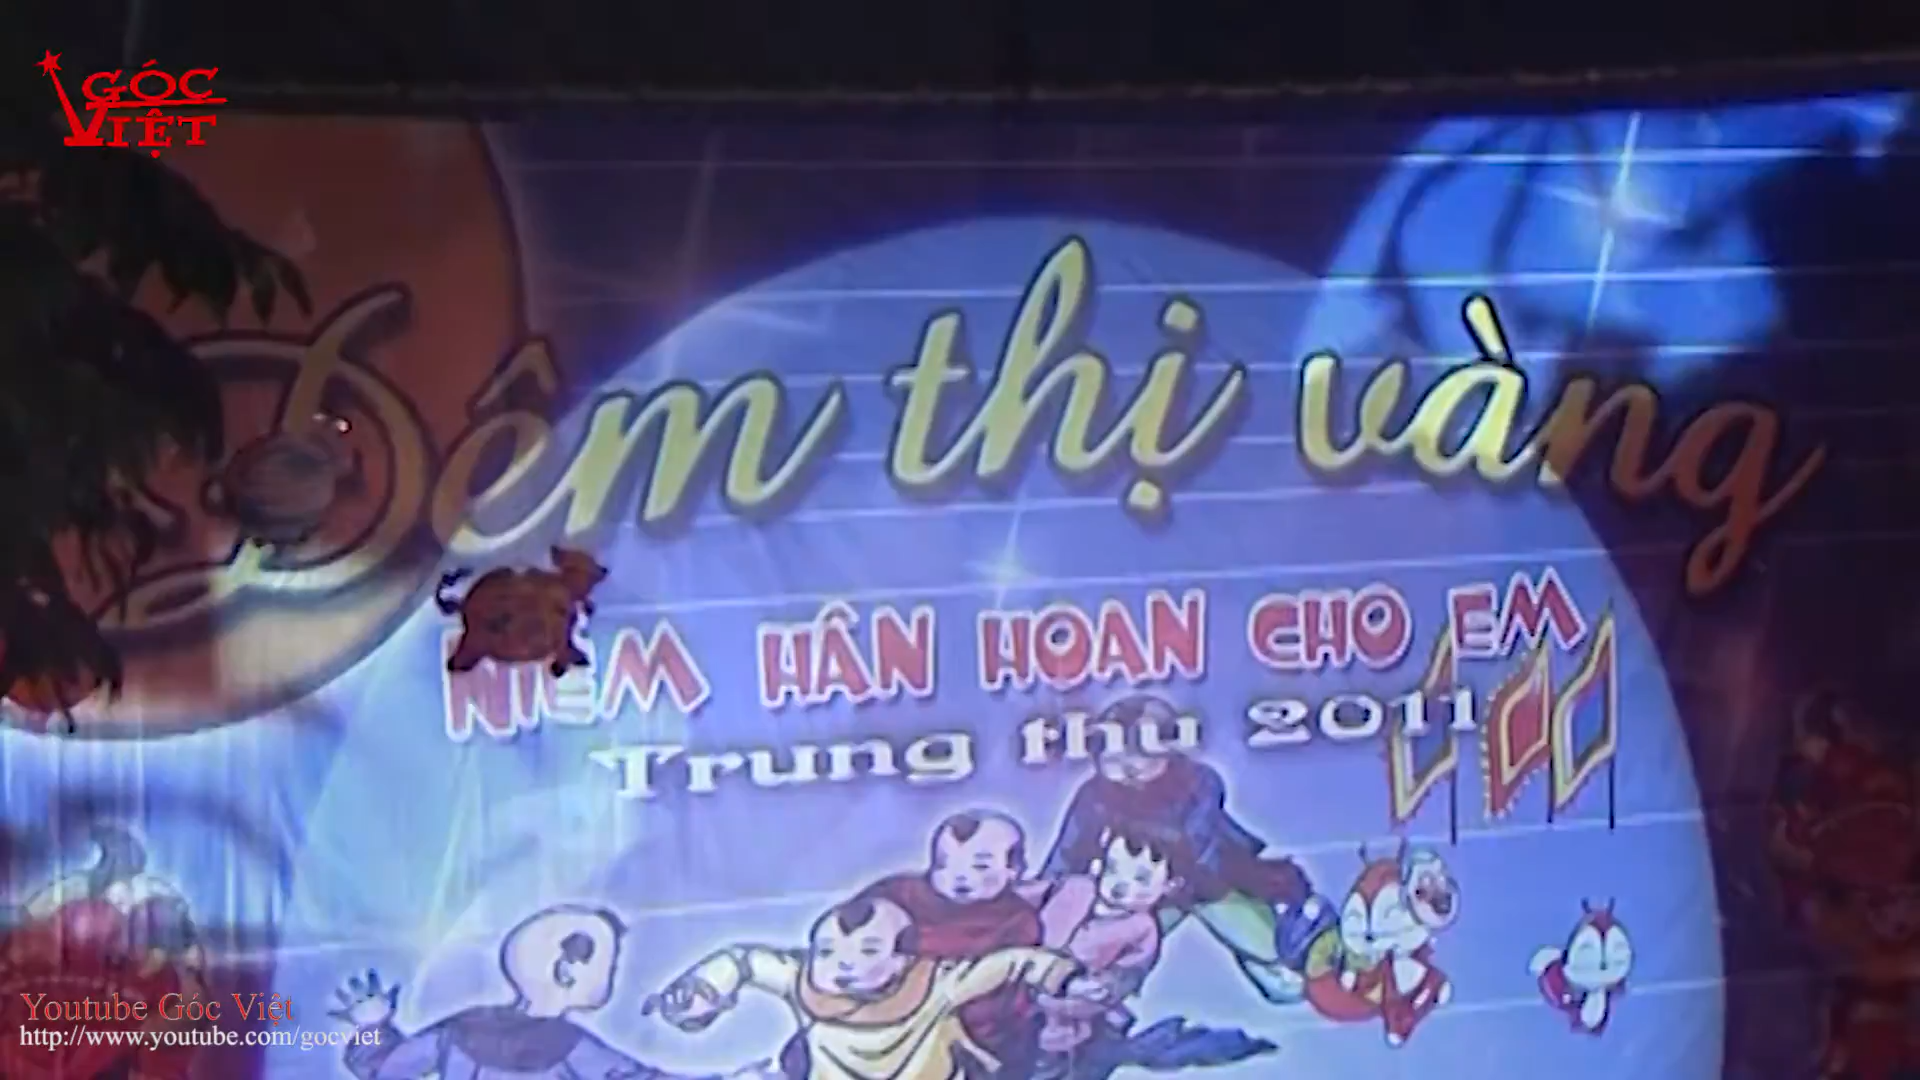 GÓC
VIỆT
Đêm thị vàng
NIỀM HÂN HOAN CHO EM
Trung thu 2011
Youtube Góc Việt
http://www.youtube.com/gocviet